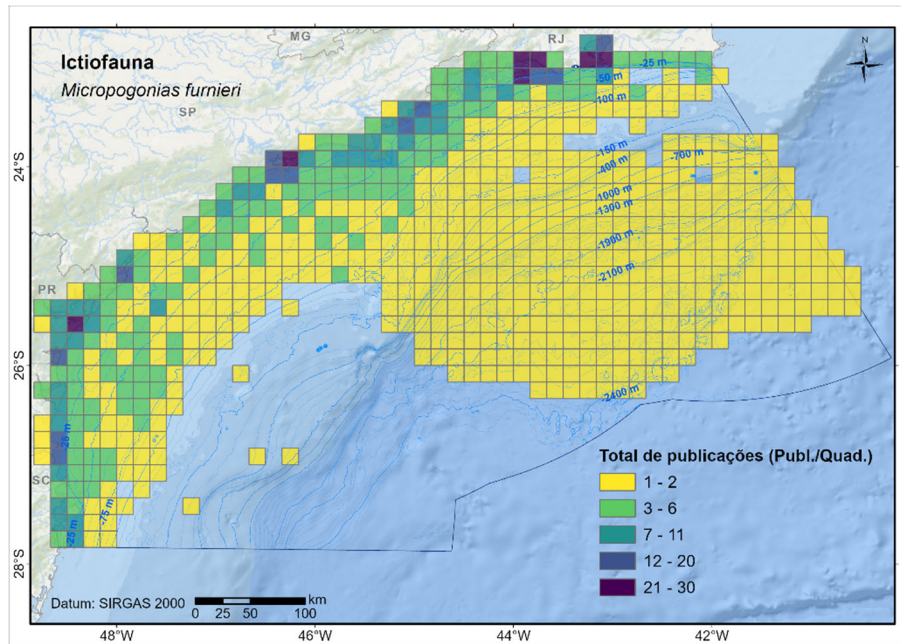 Ictiofauna
Micropogonias furnieri
MG
RJ
N
SP
PR
SC
-25 m
-50 m
-100 m
-150 m
-400 m
-700 m
-1000 m
-1300 m
-1900 m
-2100 m
-2400 m
-25 m
-75 m
-25 m
24°S
26°S
28°S
Total de publicações (Publ./Quad.)
1 - 2
3 - 6
7 - 11
12 - 20
21 - 30
Datum: SIRGAS 2000
km
0 25 50 100
48°W 46°W 44°W 42°W